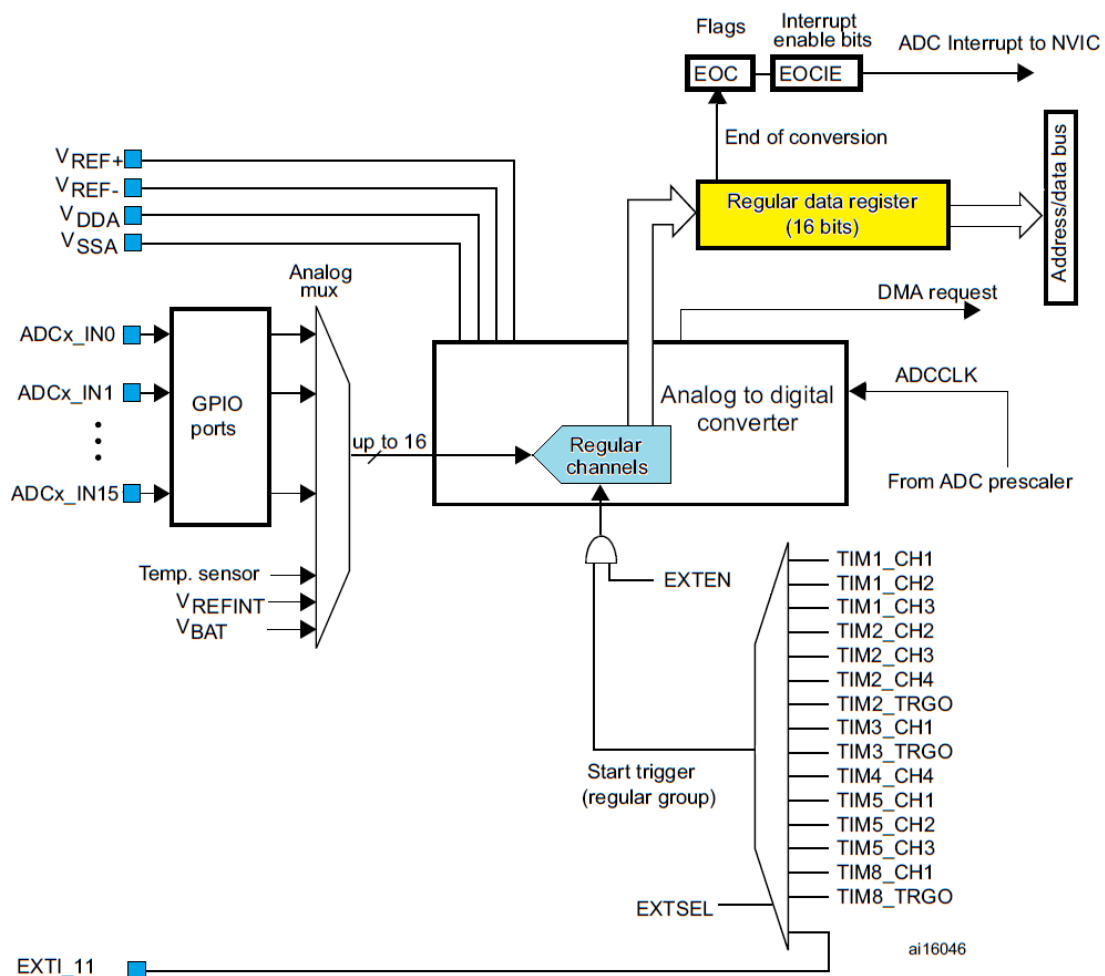 Flags
Interrupt
enable bits
ADC Interrupt to NVIC
EOC
EOCIE
End of conversion
Address/data bus
VREF+
VREF-
VDDA
VSSA
Regular data register
(16 bits)
Analog
mux
DMA request
ADCx_IN0
ADCx_IN1
ADCx_IN15
GPIO
ports
up to 16
Analog to digital
converter
Regular
channels
ADCCLK
From ADC prescaler
Temp. sensor
VREFINT
VBAT
EXTEN
TIM1_CH1
TIM1_CH2
TIM1_CH3
TIM2_CH2
TIM2_CH3
TIM2_CH4
TIM2_TRGO
TIM3_CH1
TIM3_TRGO
TIM4_CH4
TIM5_CH1
TIM5_CH2
TIM5_CH3
TIM8_CH1
TIM8_TRGO
Start trigger
(regular group)
EXTSEL
EXTI_11
ai16046